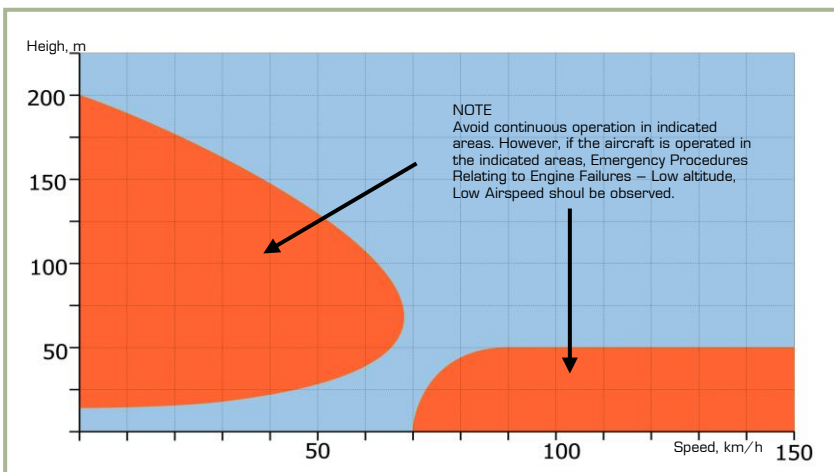 Heigh, m
200
150
100
50
NOTE
Avoid continuous operation in indicated
areas. However, if the aircraft is operated in
the indicated areas, Emergency Procedures
Relating to Engine Failures – Low altitude,
Low Airspeed shoul be observed.
50
100
Speed, km/h
150